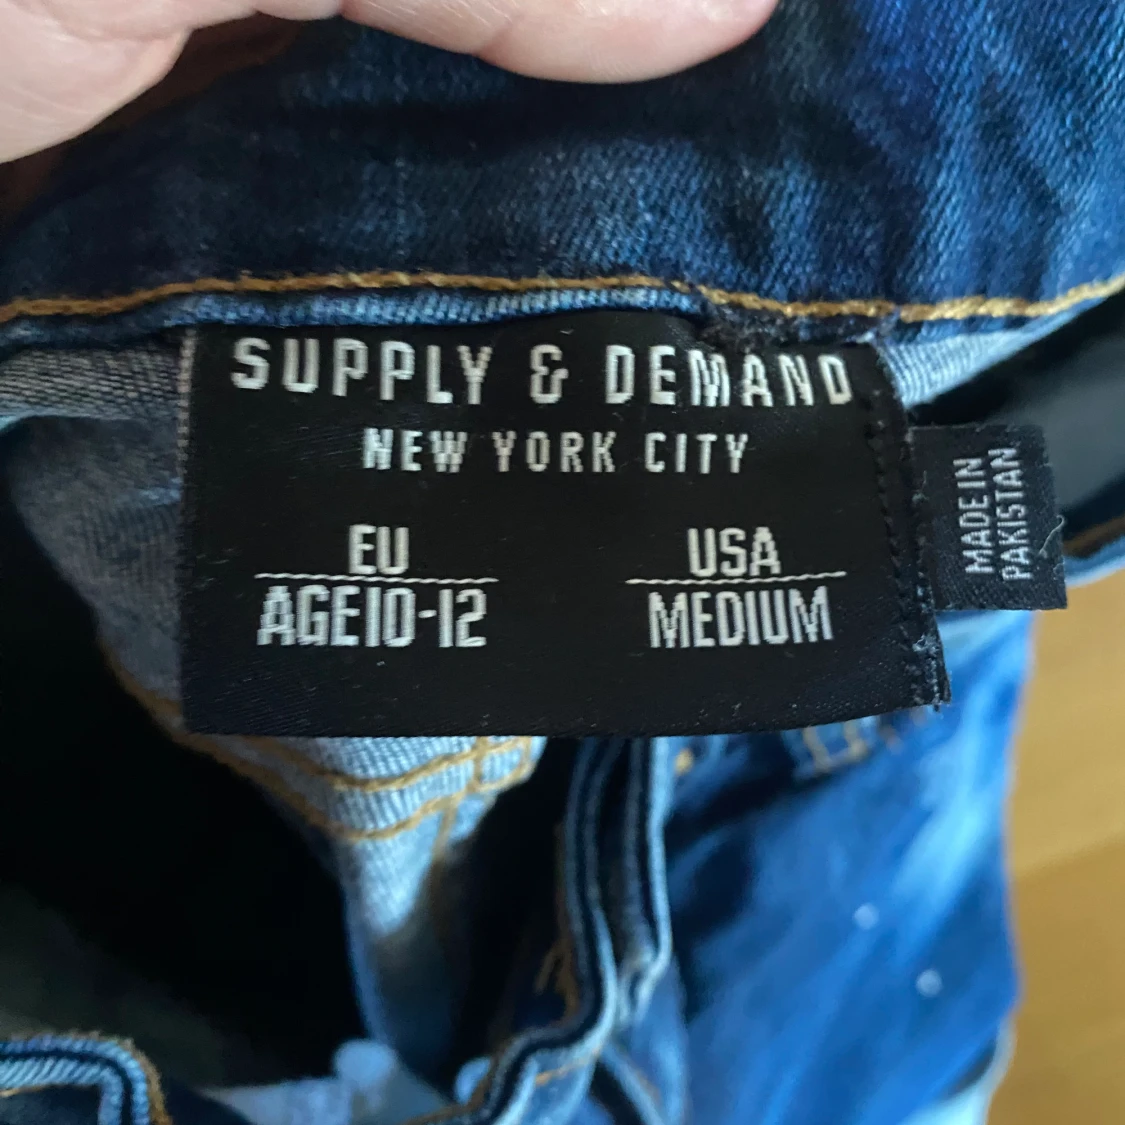 SUPPLY & DEMAND
NEW YORK CITY
EU
AGE10-12
USA
MEDIUM
MADE IN
PAKISTAN